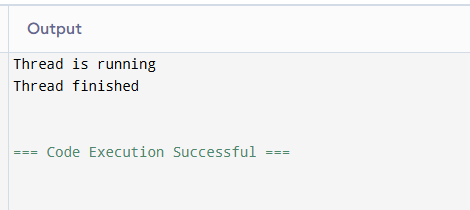 Output
Thread is running
Thread finished
=== Code Execution Successful ===